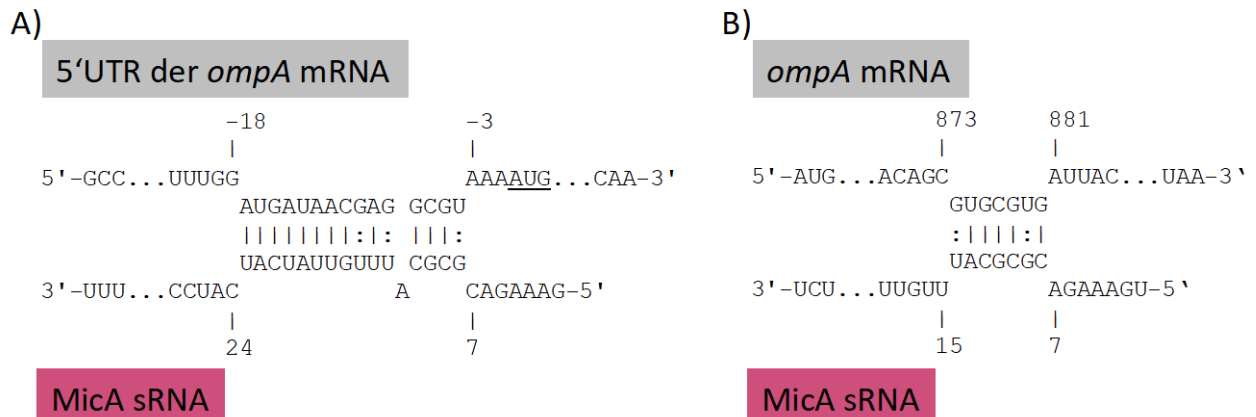 A)
5‘UTR der ompA mRNA
-18 -3
| |
5'-GCC...UUUGG AAAAUG...CAA-3'
AUGAUAACGAG GCGU
||||||||:|: |||:
UACUAUUGUUU CGCG
3'-UUU...CCUAC A CAGAAAG-5'
| |
24 7
MicA sRNA
B)
ompA mRNA
873 881
| |
5'-AUG...ACAGC AUUAC...UAA-3‘
GUGCGUG
:||||:|
UACGCGC
3'-UCU...UUGUU AGAAAGU-5‘
| |
15 7
MicA sRNA